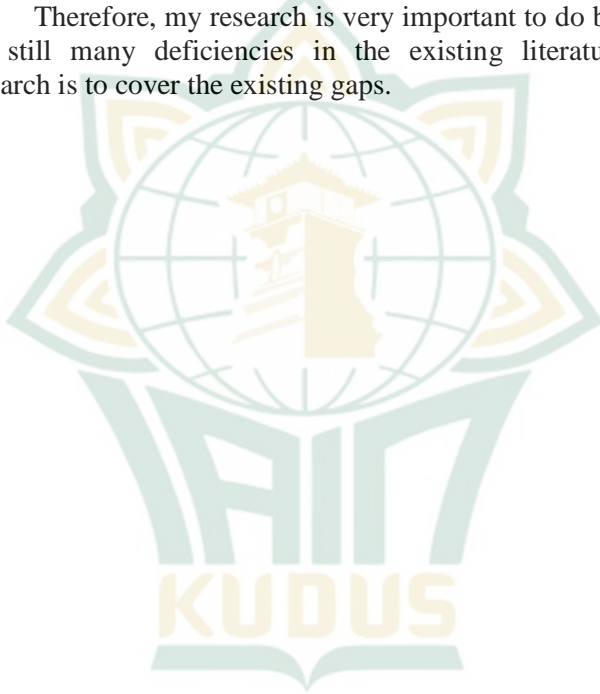 Therefore, my research is very important to do b
still many deficiencies in the existing literatu
arch is to cover the existing gaps.
IAIN
KUDUS